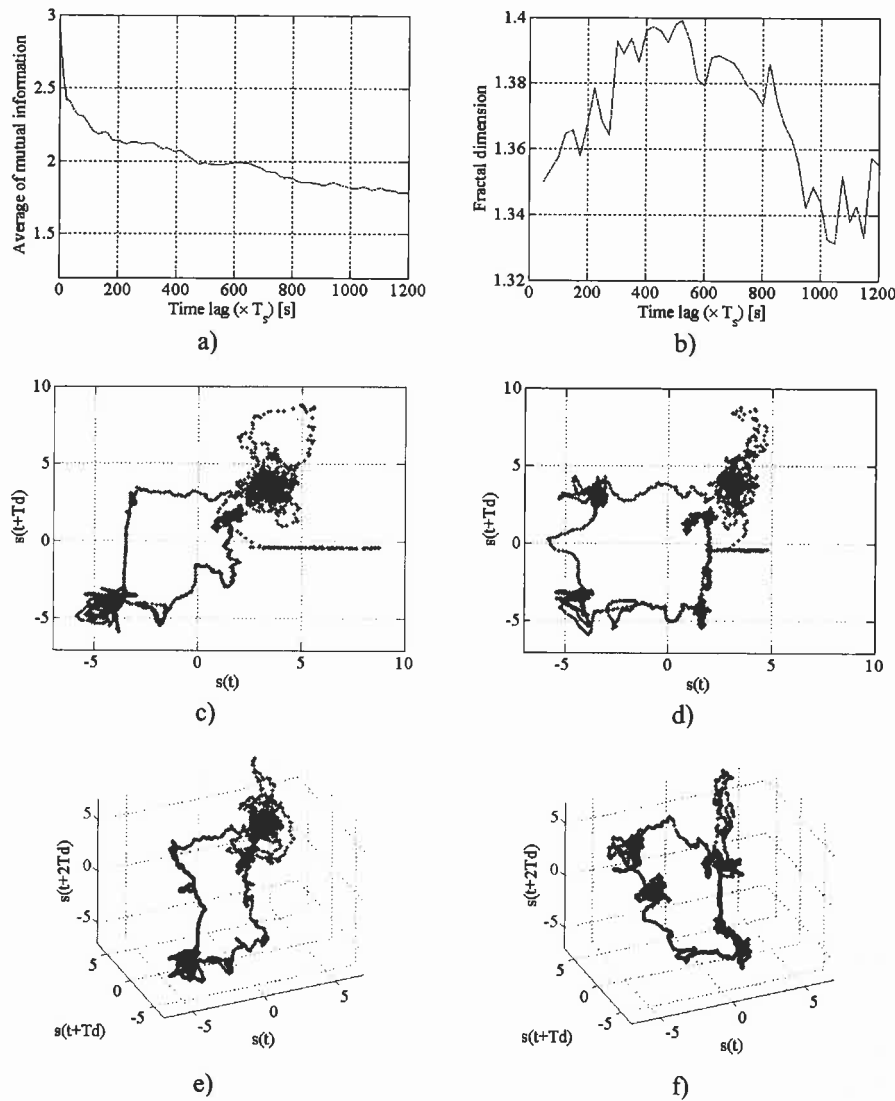 3
2.5
2
1.5
0 200 400 600 800 1000 1200
Average of mutual information
Time lag (× T_s) [s]
a)
1.4
1.38
1.36
1.34
1.32
0 200 400 600 800 1000 1200
Fractal dimension
Time lag (× T_s) [s]
b)
10
5
0
-5
-5 0 5 10
s(t+Td)
s(t)
c)
10
5
0
-5
-5 0 5 10
s(t+Td)
s(t)
d)
5
0
-5
s(t+2Td)
5
0
-5
s(t+Td)
-5 0 5
s(t)
e)
5
0
-5
s(t+2Td)
5
0
-5
s(t+Td)
-5 0 5
s(t)
f)